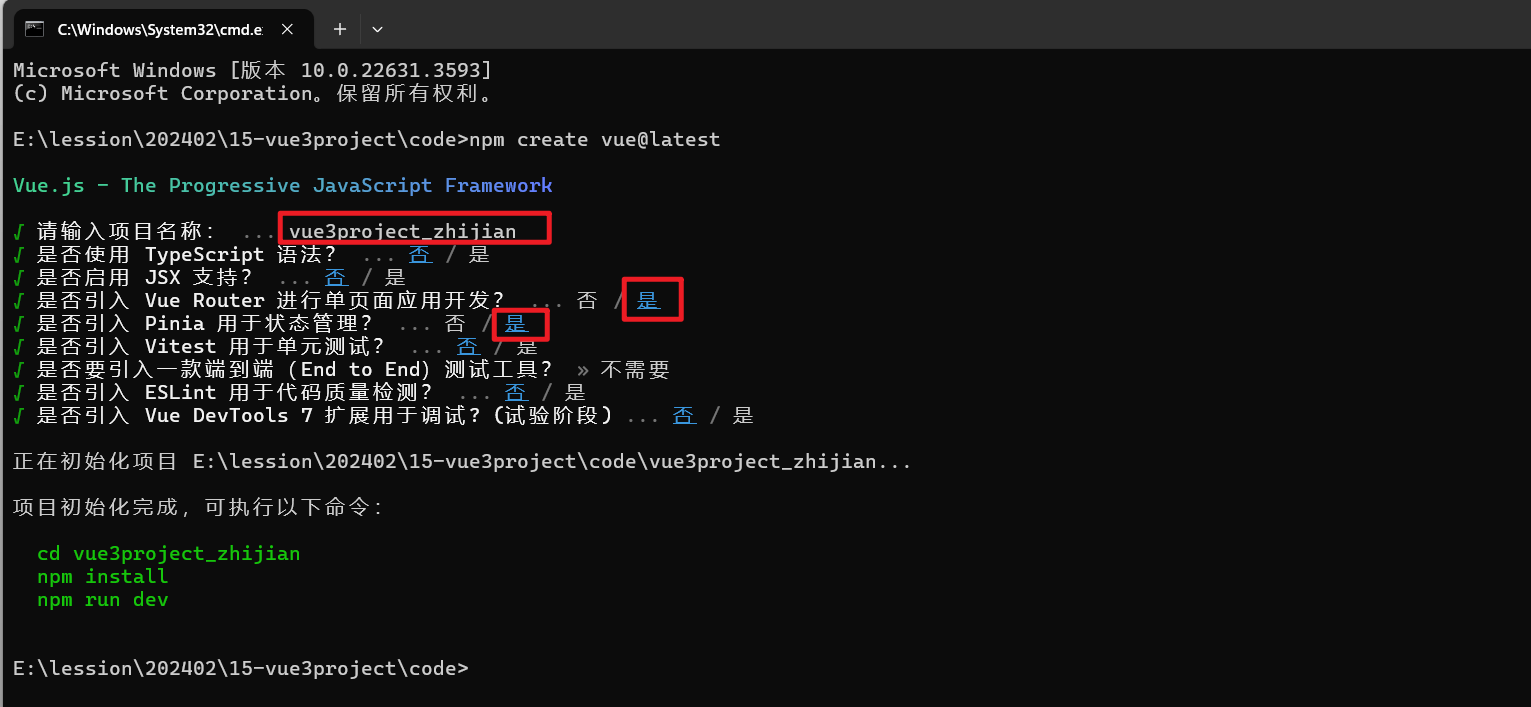 C:\Windows\System32\cmd.e
Microsoft Windows [版本 10.0.22631.3593]
(c) Microsoft Corporation。保留所有权利。
E:\lession\202402\15-vue3project\code>npm create vue@latest
Vue.js - The Progressive JavaScript Framework
√ 请输入项目名称： ... vue3project_zhijian
√ 是否使用 TypeScript 语法？ ... 否 / 是
√ 是否启用 JSX 支持？ ... 否 / 是
√ 是否引入 Vue Router 进行单页面应用开发？ ... 否 / 是
√ 是否引入 Pinia 用于状态管理？ ... 否 / 是
√ 是否引入 Vitest 用于单元测试？ ... 否 / 是
√ 是否要引入一款端到端（End to End）测试工具？ » 不需要
√ 是否引入 ESLint 用于代码质量检测？ ... 否 / 是
√ 是否引入 Vue DevTools 7 扩展用于调试？(试验阶段) ... 否 / 是
正在初始化项目 E:\lession\202402\15-vue3project\code\vue3project_zhijian...
项目初始化完成，可执行以下命令：
cd vue3project_zhijian
npm install
npm run dev
E:\lession\202402\15-vue3project\code>